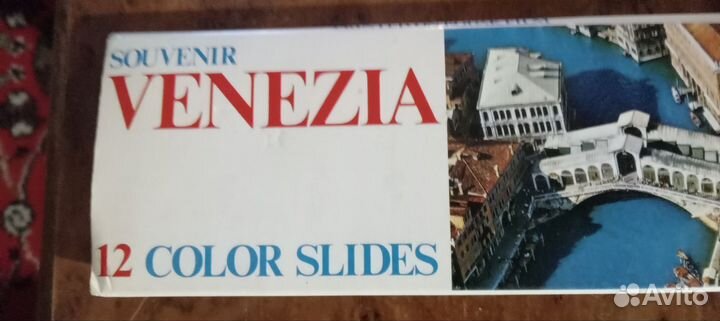 SOUVENIR
VENEZIA
12 COLOR SLIDES
Avito